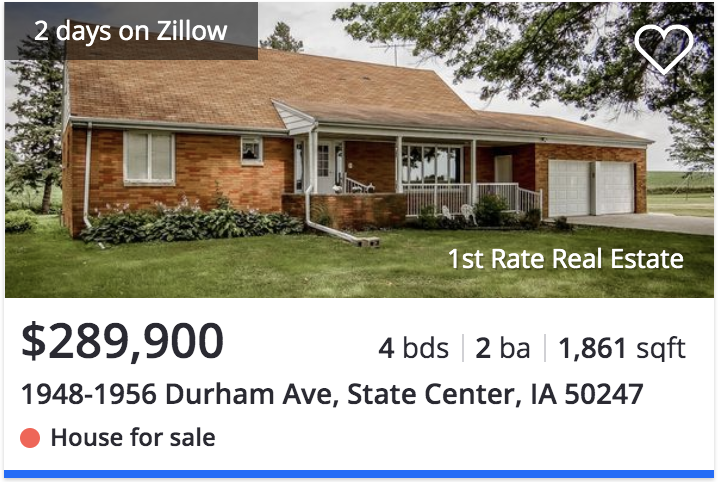 2 days on Zillow
1st Rate Real Estate
$289,900
4 bds | 2 ba | 1,861 sqft
1948-1956 Durham Ave, State Center, IA 50247
House for sale